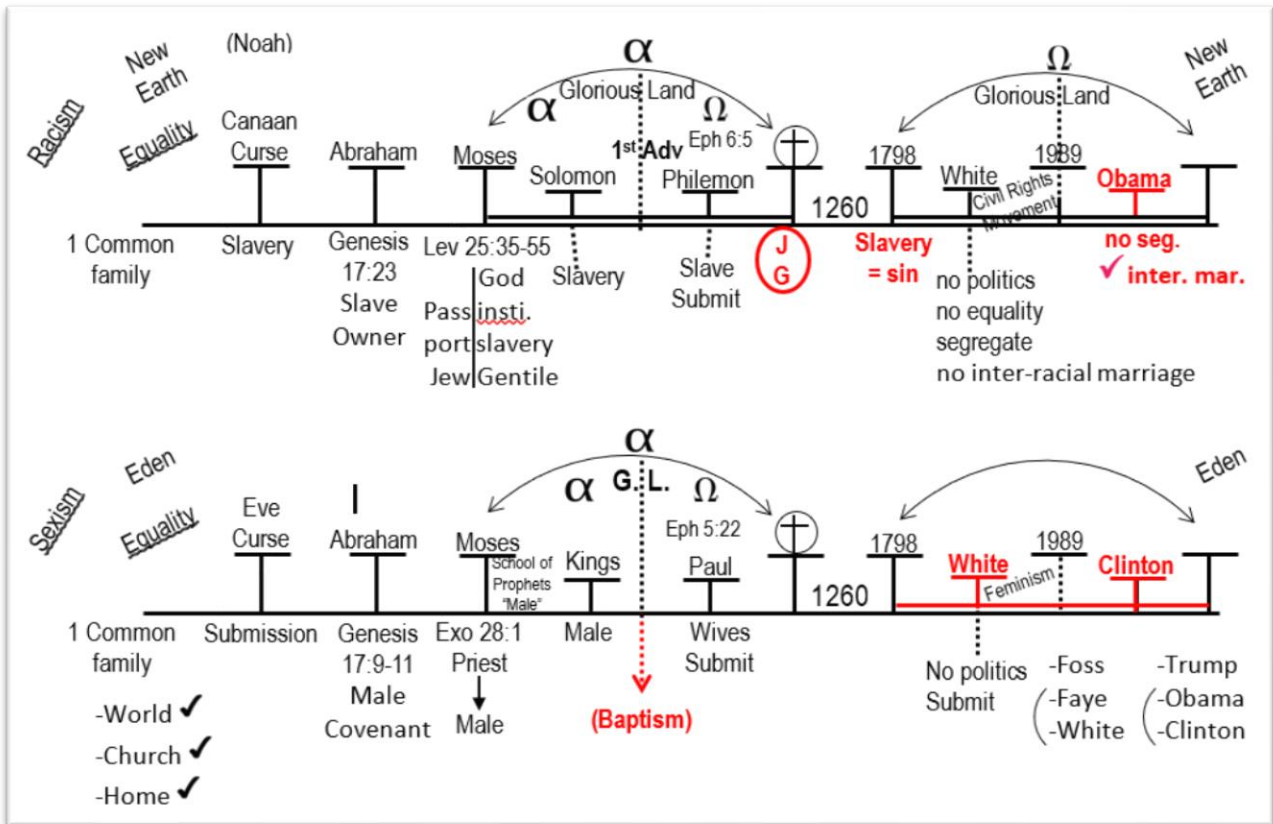 Racism
New
Earth
(Noah)
Equality
Canaan
Curse
Abraham
Moses
α
α
Glorious Land
Ω
Solomon
1st Adv
Eph 6:5
Philemon
1260
Ω
Glorious Land
1798
White
Civil Rights
Movement
1989
Obama
New
Earth
1 Common
family
Slavery
Genesis
17:23
Slave
Owner
Lev 25:35-55
God
Pass insti.
port slavery
Jew Gentile
Slavery
Slave
Submit
J
G
Slavery
= sin
no politics
no equality
segregate
no inter-racial marriage
no seg.
✓ inter. mar.
Sexism
Eden
Equality
Eve
Curse
I
Abraham
Moses
School of
Prophets
"Male"
α
α
G. L.
Ω
Kings
Eph 5:22
Paul
1260
1798
White
Feminism
1989
Clinton
Eden
1 Common
family
-World ✓
-Church ✓
-Home ✓
Submission
Genesis
17:9-11
Male
Covenant
Exo 28:1
Priest
Male
Male
(Baptism)
Wives
Submit
No politics
Submit
-Foss
-Faye
-White
-Trump
-Obama
-Clinton